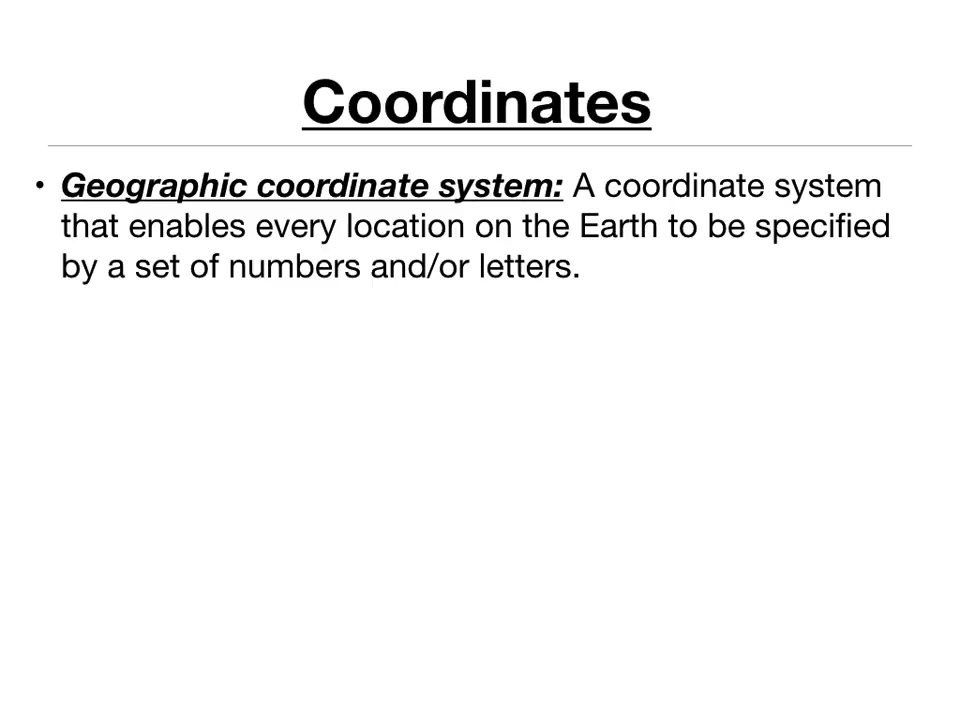 Coordinates
• Geographic coordinate system: A coordinate system
that enables every location on the Earth to be specified
by a set of numbers and/or letters.